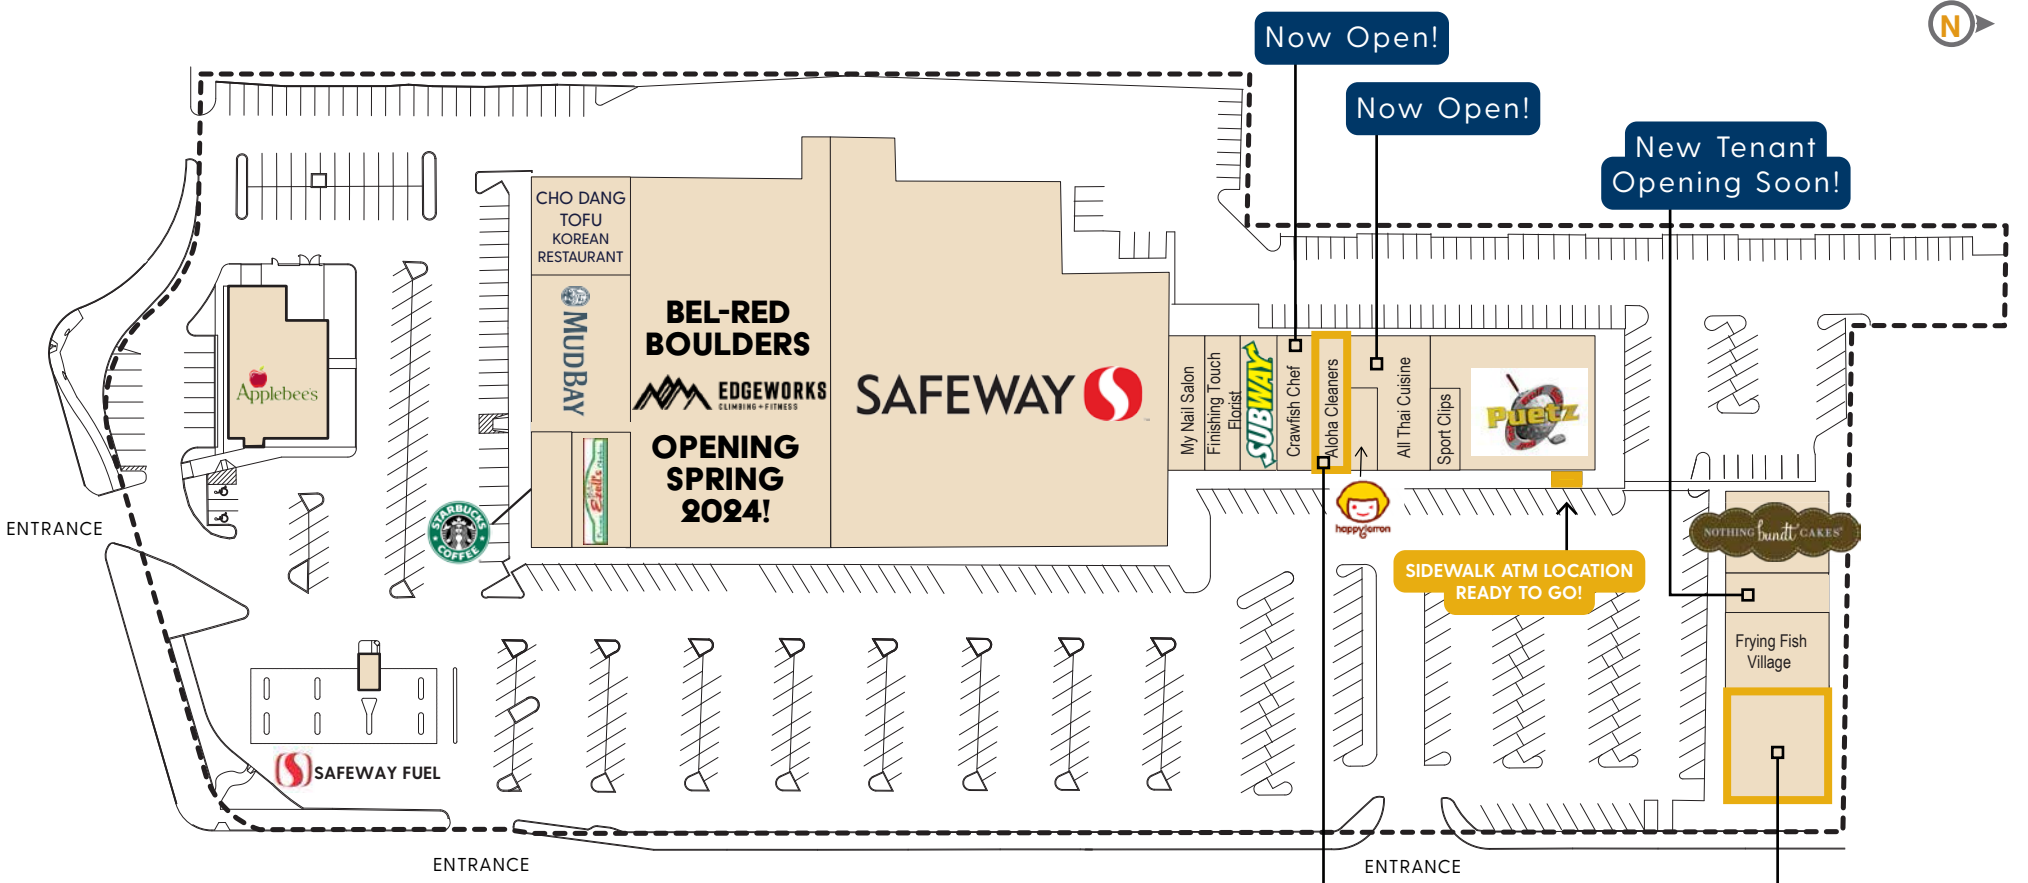 N
Now Open!
Now Open!
New Tenant
Opening Soon!
CHO DANG
TOFU
KOREAN
RESTAURANT
MUDBAY
BEL-RED
BOULDERS
EDGEWORKS
CLIMBING + FITNESS
OPENING
SPRING
2024!
SAFEWAY
Applebee's
My Nail Salon
Finishing Touch
Florist
SUBWAY
Crawfish Chef
Aloha Cleaners
All Thai Cuisine
Sport Clips
Puetz
Ezell's
STARBUCKS
COFFEE
happylemon
ENTRANCE
NOTHING bundt CAKES
SIDEWALK ATM LOCATION
READY TO GO!
Frying Fish
Village
SAFEWAY FUEL
ENTRANCE
ENTRANCE